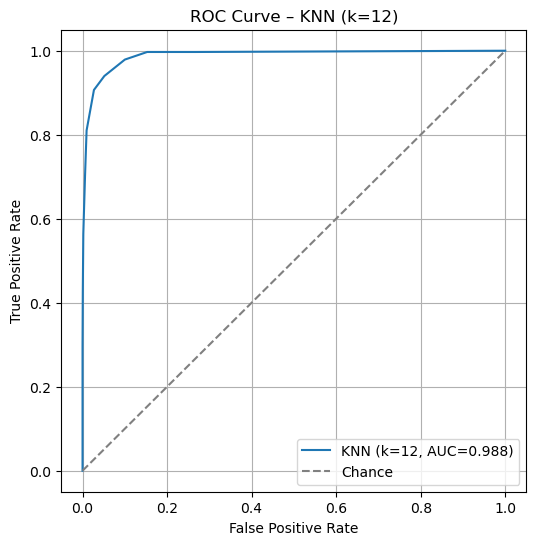 ROC Curve – KNN (k=12)
True Positive Rate
1.0
0.8
0.6
0.4
0.2
0.0
KNN (k=12, AUC=0.988)
Chance
0.0 0.2 0.4 0.6 0.8 1.0
False Positive Rate